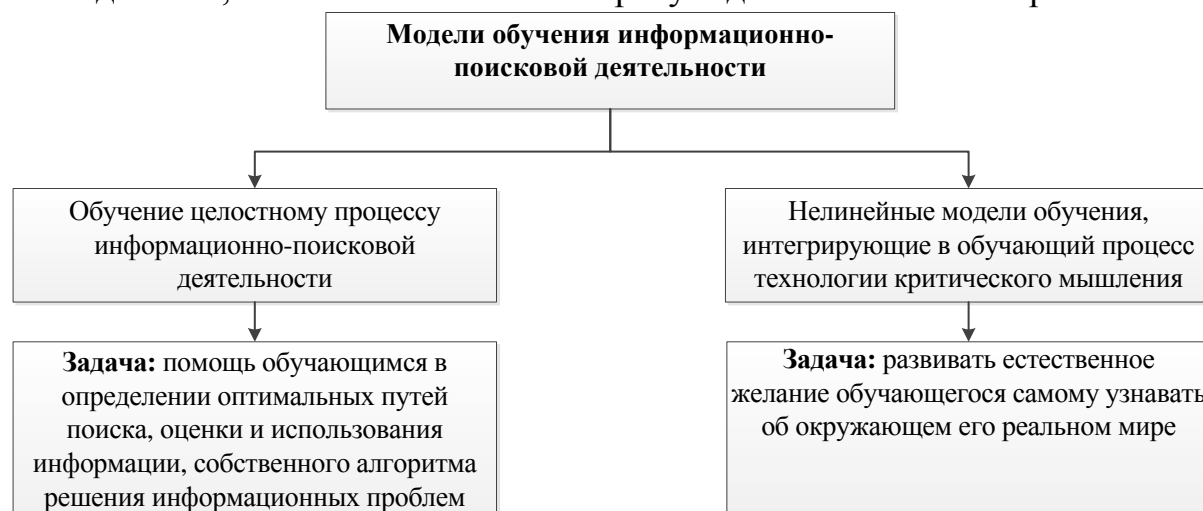 Модели обучения информационно-
поисковой деятельности
Обучение целостному процессу
информационно-поисковой
деятельности
Нелинейные модели обучения,
интегрирующие в обучающий процесс
технологии критического мышления
Задача: помощь обучающимся в
определении оптимальных путей
поиска, оценки и использования
информации, собственного алгоритма
решения информационных проблем
Задача: развивать естественное
желание обучающегося самому узнавать
об окружающем его реальном мире